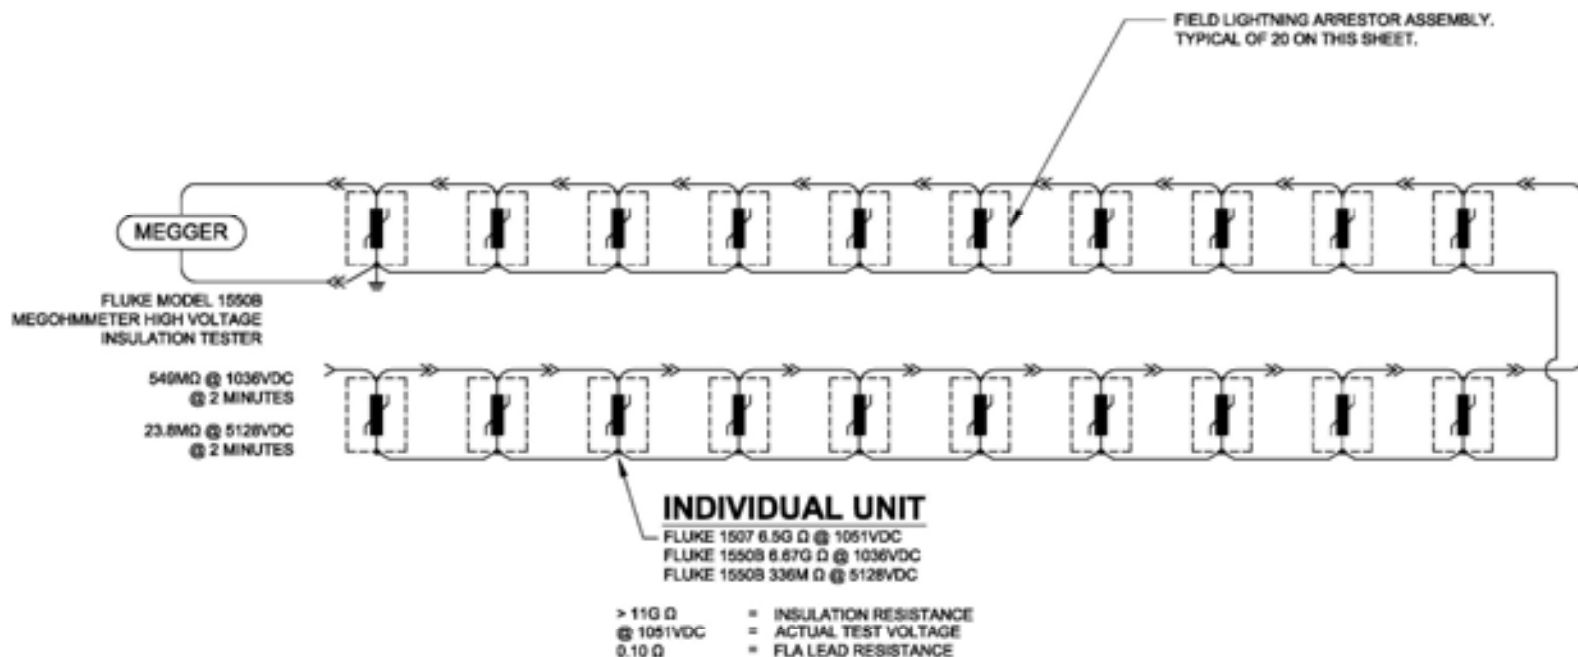 FIELD LIGHTNING ARRESTOR ASSEMBLY.
TYPICAL OF 20 ON THIS SHEET.
MEGGER
FLUKE MODEL 1550B
MEGOHMMETER HIGH VOLTAGE
INSULATION TESTER
549MΩ @ 1036VDC
@ 2 MINUTES
23.8MΩ @ 5128VDC
@ 2 MINUTES
INDIVIDUAL UNIT
FLUKE 1507 6.5G Ω @ 1051VDC
FLUKE 1550B 6.67G Ω @ 1036VDC
FLUKE 1550B 336M Ω @ 5128VDC
> 11G Ω = INSULATION RESISTANCE
@ 1051VDC = ACTUAL TEST VOLTAGE
0.10 Ω = FLA LEAD RESISTANCE